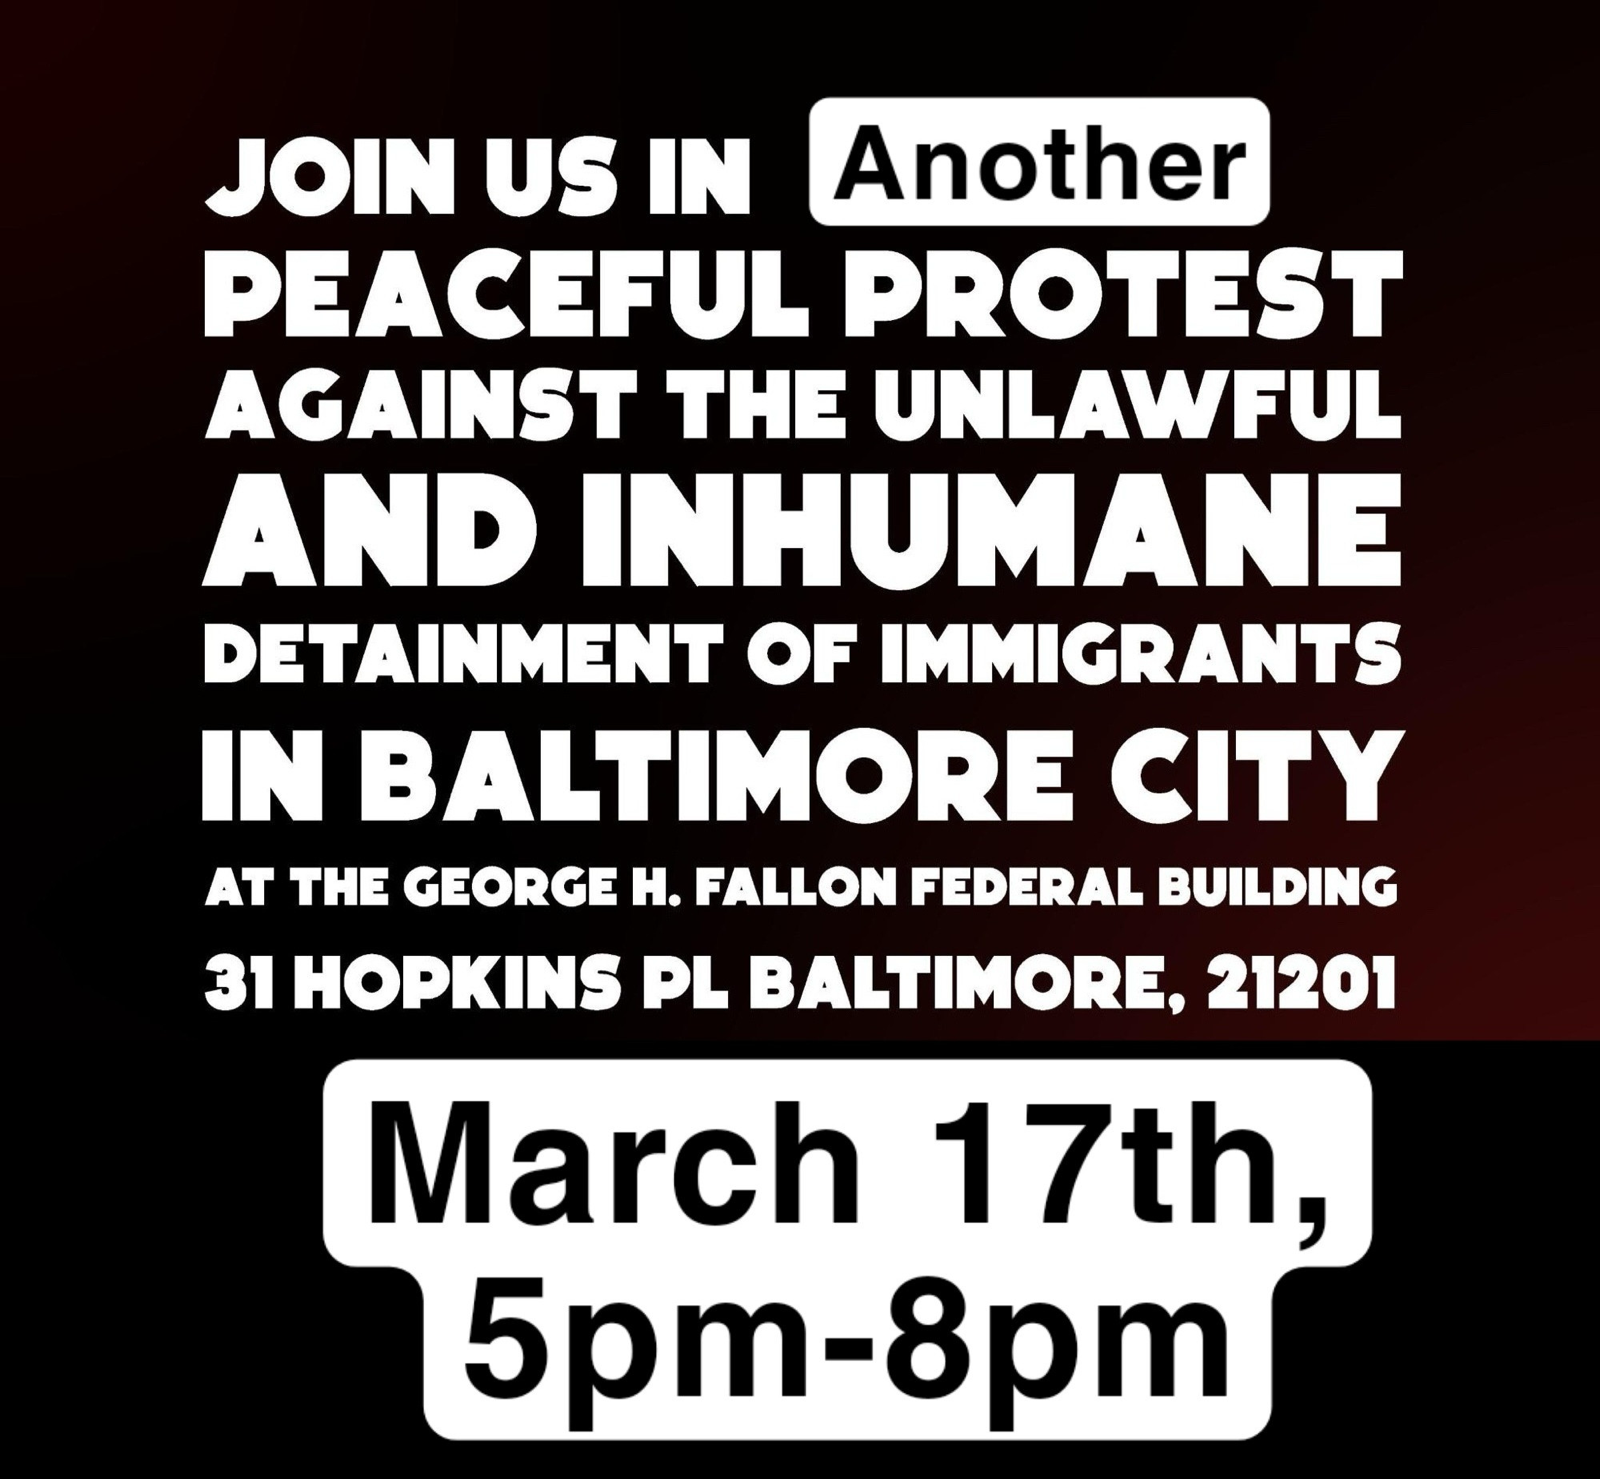 JOIN US IN Another
PEACEFUL PROTEST
AGAINST THE UNLAWFUL
AND INHUMANE
DETAINMENT OF IMMIGRANTS
IN BALTIMORE CITY
AT THE GEORGE H. FALLON FEDERAL BUILDING
31 HOPKINS PL BALTIMORE, 21201
March 17th,
5pm-8pm